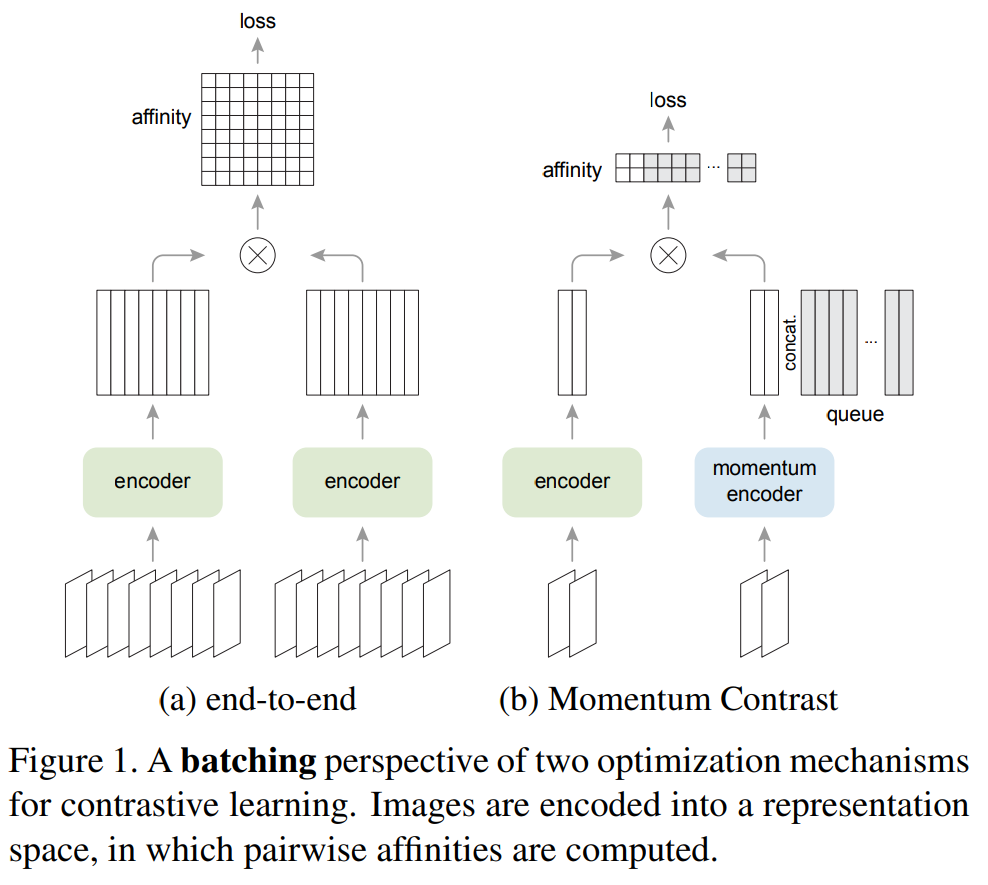 loss
affinity
encoder
encoder
(a) end-to-end
loss
affinity
...
concat.
...
queue
encoder
momentum
encoder
(b) Momentum Contrast
Figure 1. A batching perspective of two optimization mechanisms
for contrastive learning. Images are encoded into a representation
space, in which pairwise affinities are computed.